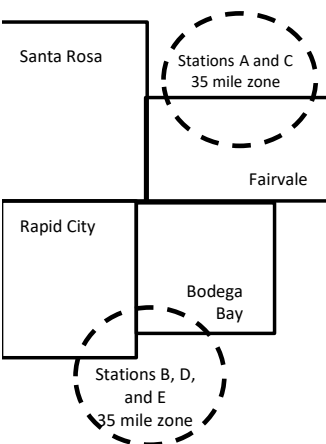 Santa Rosa
Stations A and C
35 mile zone
Fairvale
Rapid City
Bodega
Bay
Stations B, D,
and E
35 mile zone